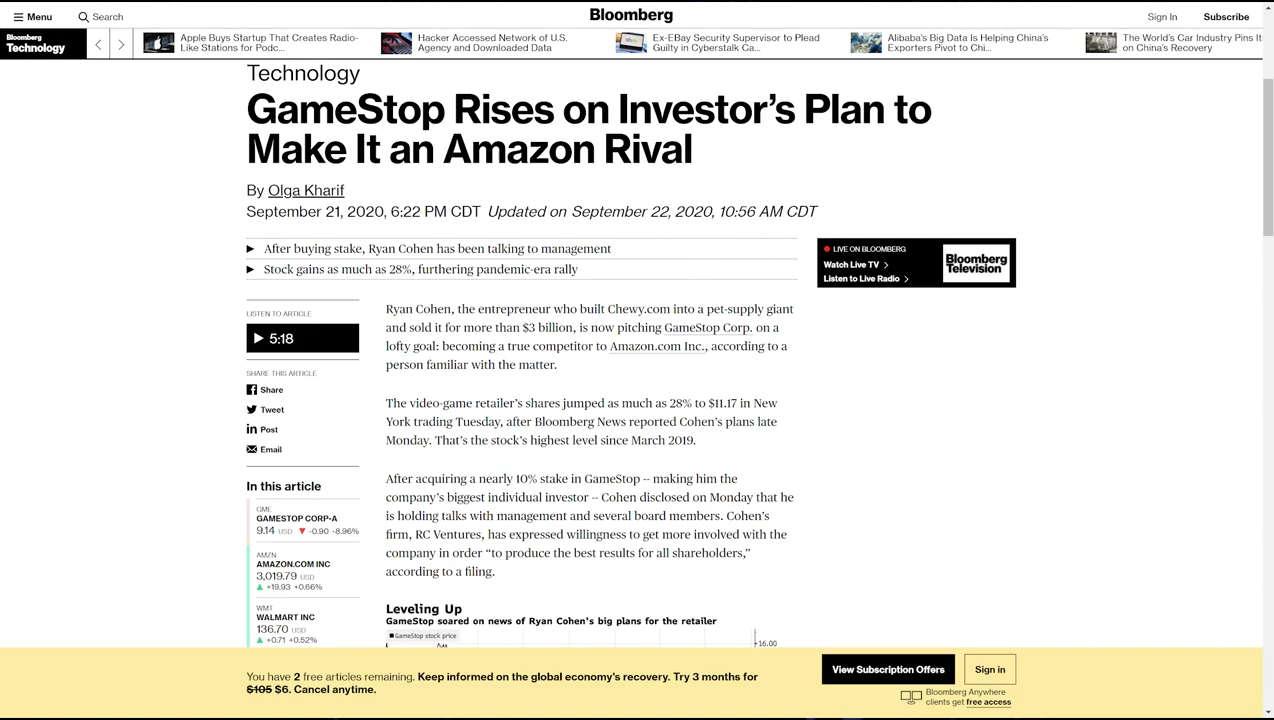 Menu
Search
Bloomberg
Sign In
Subscribe
Bloomberg
Technology
Apple Buys Startup That Creates Radio-
Like Stations for Podc...
Hacker Accessed Network of U.S.
Agency and Downloaded Data
Ex-EBay Security Supervisor to Plead
Guilty in Cyberstalk Ca...
Alibaba's Big Data Is Helping China's
Exporters Pivot to Chi...
The World's Car Industry Pins It
on China's Recovery
Technology
GameStop Rises on Investor's Plan to
Make It an Amazon Rival
By Olga Kharif
September 21, 2020, 6:22 PM CDT Updated on September 22, 2020, 10:56 AM CDT
After buying stake, Ryan Cohen has been talking to management
Stock gains as much as 28%, furthering pandemic-era rally
LIVE ON BLOOMBERG
Watch Live TV
Listen to Live Radio
Bloomberg
Television
LISTEN TO ARTICLE
5:18
SHARE THIS ARTICLE
Share
Tweet
Post
Email
In this article
GME
GAMESTOP CORP-A
9.14 USD ▼ -0.90 -8.96%
AMZN
AMAZON.COM INC
3,019.79 USD
▲ +19.93 +0.66%
WMT
WALMART INC
136.70 USD
▲ +0.71 +0.52%
Ryan Cohen, the entrepreneur who built Chewy.com into a pet-supply giant
and sold it for more than $3 billion, is now pitching GameStop Corp. on a
lofty goal: becoming a true competitor to Amazon.com Inc., according to a
person familiar with the matter.
The video-game retailer's shares jumped as much as 28% to $11.17 in New
York trading Tuesday, after Bloomberg News reported Cohen's plans late
Monday. That's the stock's highest level since March 2019.
After acquiring a nearly 10% stake in GameStop -- making him the
company's biggest individual investor -- Cohen disclosed on Monday that he
is holding talks with management and several board members. Cohen's
firm, RC Ventures, has expressed willingness to get more involved with the
company in order "to produce the best results for all shareholders,"
according to a filing.
Leveling Up
GameStop soared on news of Ryan Cohen's big plans for the retailer
GameStop stock price
16.00
You have 2 free articles remaining. Keep informed on the global economy's recovery. Try 3 months for
$105 $6. Cancel anytime.
View Subscription Offers
Sign in
Bloomberg Anywhere
clients get free access